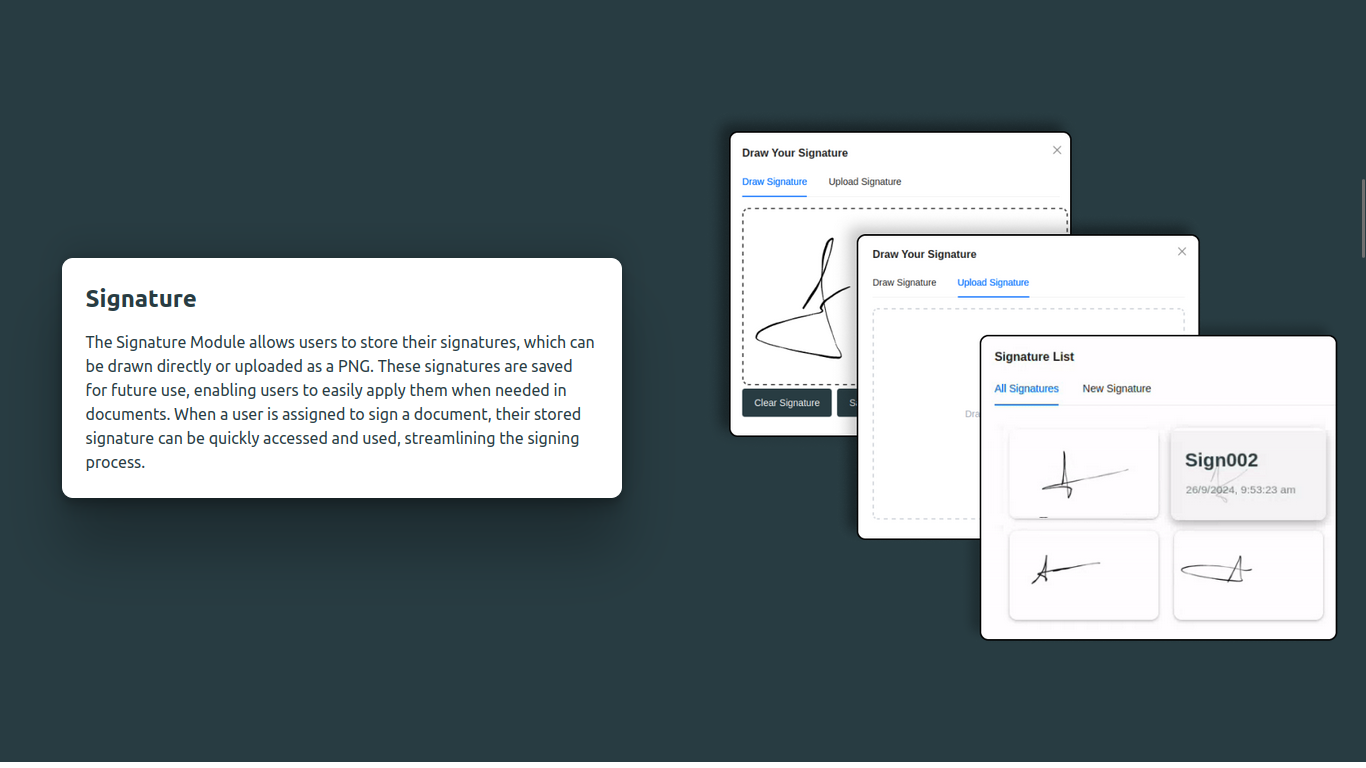 Signature
The Signature Module allows users to store their signatures, which can
be drawn directly or uploaded as a PNG. These signatures are saved
for future use, enabling users to easily apply them when needed in
documents. When a user is assigned to sign a document, their stored
signature can be quickly accessed and used, streamlining the signing
process.
Draw Your Signature
Draw Signature Upload Signature
Clear Signature
Draw Your Signature
Draw Signature Upload Signature
Signature List
All Signatures New Signature
Sign002
26/9/2024, 9:53:23 am